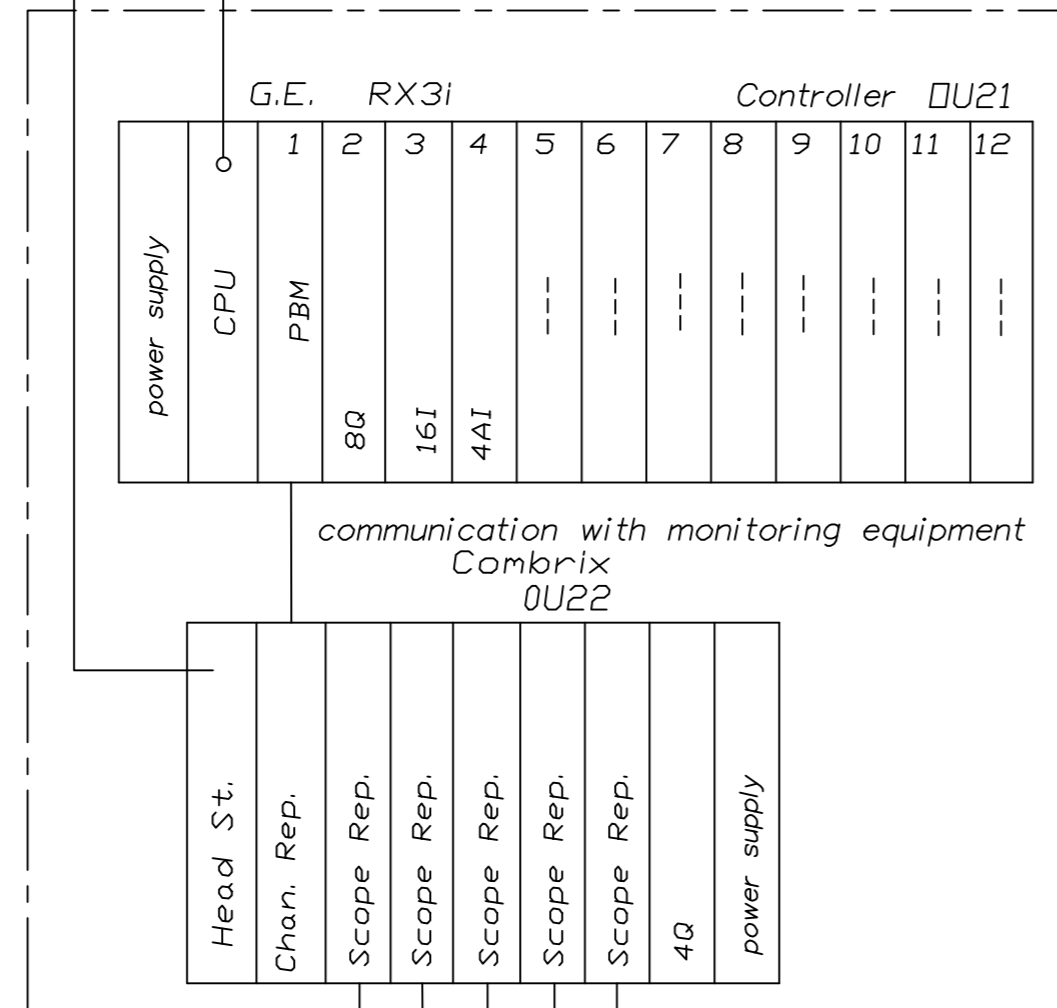 G.E. RX3i Controller 0U21
1 2 3 4 5 6 7 8 9 10 11 12
power supply
CPU
PBM
8Q
16I
4AI
communication with monitoring equipment
Combrix
0U22
Head St.
Chan. Rep.
Scope Rep.
Scope Rep.
Scope Rep.
Scope Rep.
Scope Rep.
4Q
power supply